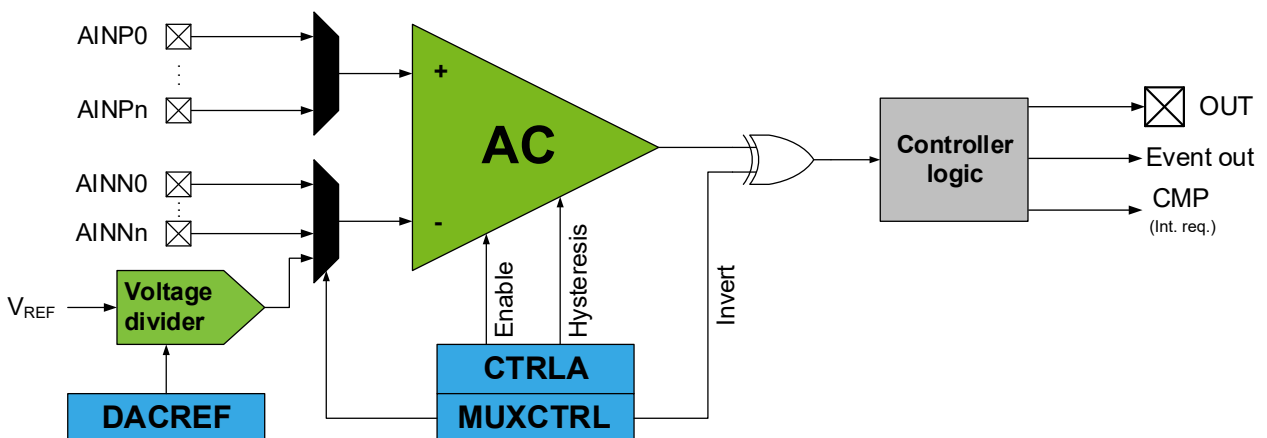 AINP0
AINPn
+
AC
AINN0
AINNn
-
Controller
logic
OUT
Event out
CMP
(Int. req.)
VREF
Voltage
divider
Enable
Hysteresis
Invert
DACREF
CTRLA
MUXCTRL